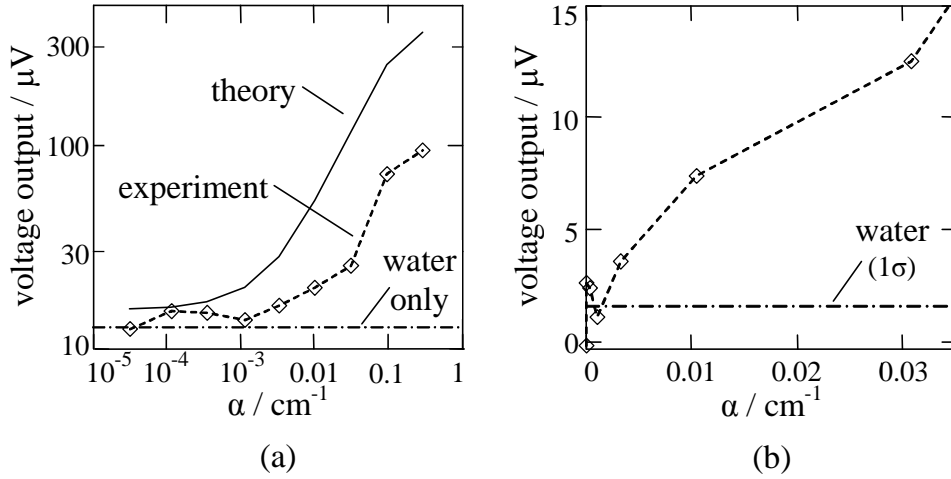 voltage output / μV
300
100
30
10
theory
experiment
water
only
10-5
10-4
10-3
0.01
0.1
1
α / cm-1
(a)
voltage output / μV
15
10
5
0
water
(1σ)
0
0.01
0.02
0.03
α / cm-1
(b)